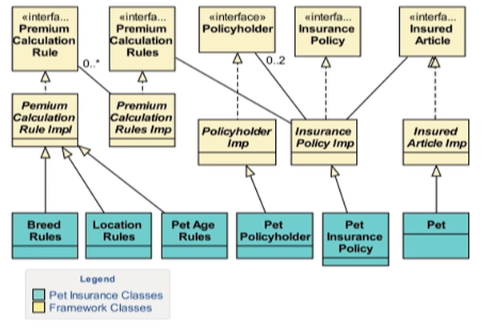 «interfa...
Premium
Calculation
Rule
«interfa...
Premium
Calculation
Rules
«interface»
Policyholder
«interfa...
Insurance
Policy
«interfa...
Insured
Article
0..*
0..2
Pemium
Calculation
Rule Impl
Premium
Calculation
Rules Imp
Policyholder
Imp
Insurance
Policy Imp
Insured
Article Imp
Breed
Rules
Location
Rules
Pet Age
Rules
Pet
Policyholder
Pet
Insurance
Policy
Pet
Legend
Pet Insurance Classes
Framework Classes